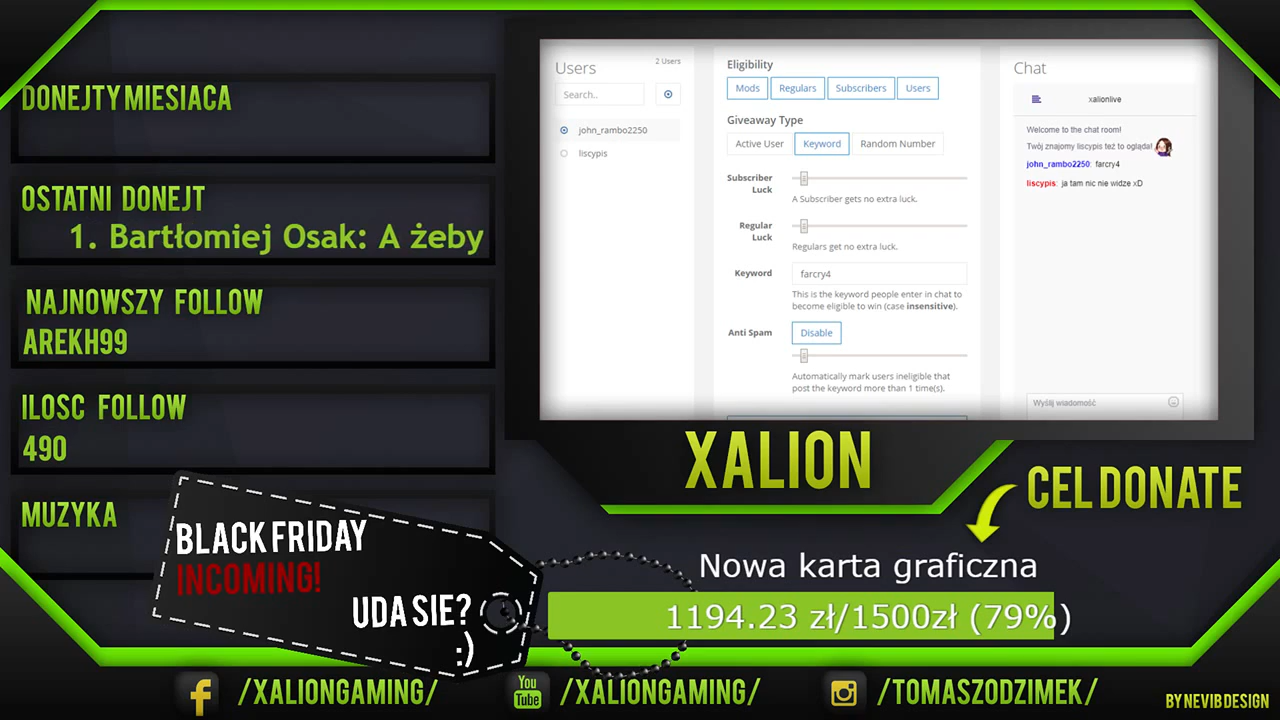 DONEJTY MIESIACA
OSTATNI DONEJT
1. Bartłomiej Osak: A żeby
NAJNOWSZY FOLLOW
AREKH99
ILOSC FOLLOW
490
MUZYKA
BLACK FRIDAY
INCOMING!
UDA SIE?
:)
Users
2 Users
Search..
john_rambo2250
liscypis
Eligibility
Mods
Regulars
Subscribers
Users
Giveaway Type
Active User
Keyword
Random Number
Subscriber
Luck
A Subscriber gets no extra luck.
Regular
Luck
Regulars get no extra luck.
Keyword
farcry4
This is the keyword people enter in chat to
become eligible to win (case insensitive).
Anti Spam
Disable
Automatically mark users ineligible that
post the keyword more than 1 time(s).
Chat
xalionlive
Welcome to the chat room!
Twój znajomy liscypis też to ogląda!
john_rambo2250: farcry4
liscypis: ja tam nic nie widze xD
Wyślij wiadomość
XALION
CEL DONATE
Nowa karta graficzna
1194.23 zł/1500zł (79%)
/XALIONGAMING/
You
Tube
/XALIONGAMING/
/TOMASZODZIMEK/
BY NEVIBDESIGN